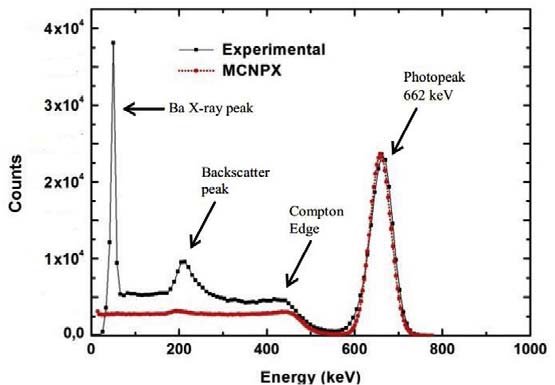 4x10⁴
3x10⁴
2x10⁴
1x10⁴
0,0
Counts
Experimental
MCNPX
Ba X-ray peak
Backscatter
peak
Compton
Edge
Photopeak
662 keV
0 200 400 600 800 1000
Energy (keV)